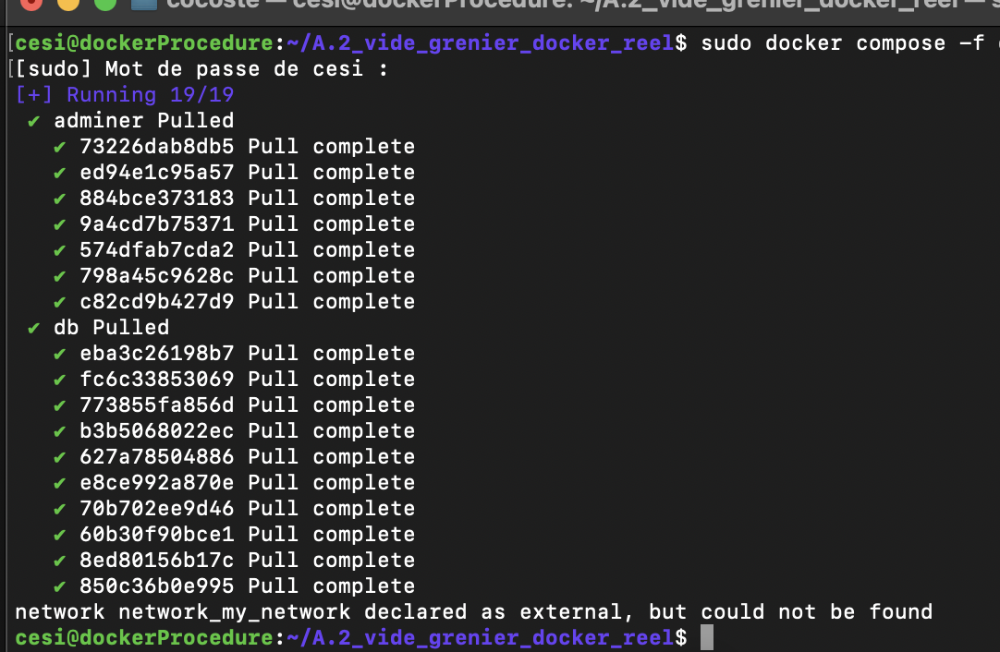 cocoste — cesi@dockerProcedure: ~/A.2_vide_grenier_docker_reel — s
[cesi@dockerProcedure:~/A.2_vide_grenier_docker_reel$ sudo docker compose -f
[[sudo] Mot de passe de cesi :
[+] Running 19/19
✔ adminer Pulled
✔ 73226dab8db5 Pull complete
✔ ed94e1c95a57 Pull complete
✔ 884bce373183 Pull complete
✔ 9a4cd7b75371 Pull complete
✔ 574dfab7cda2 Pull complete
✔ 798a45c9628c Pull complete
✔ c82cd9b427d9 Pull complete
✔ db Pulled
✔ eba3c26198b7 Pull complete
✔ fc6c33853069 Pull complete
✔ 773855fa856d Pull complete
✔ b3b5068022ec Pull complete
✔ 627a78504886 Pull complete
✔ e8ce992a870e Pull complete
✔ 70b702ee9d46 Pull complete
✔ 60b30f90bce1 Pull complete
✔ 8ed80156b17c Pull complete
✔ 850c36b0e995 Pull complete
network network_my_network declared as external, but could not be found
cesi@dockerProcedure:~/A.2_vide_grenier_docker_reel$